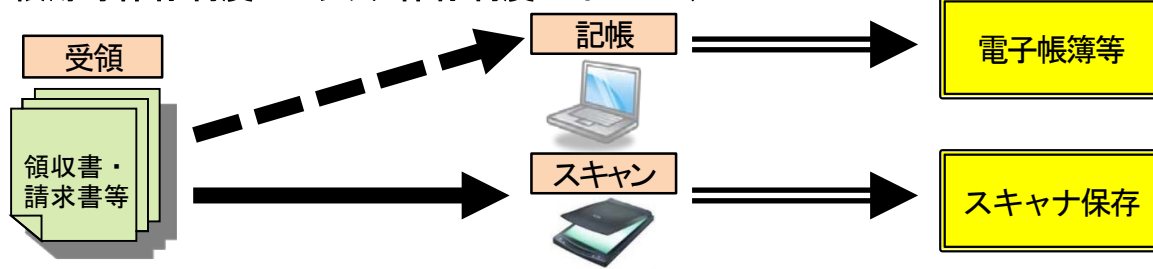 受領
領収書・
請求書等
記帳
電子帳簿等
スキャン
スキャナ保存